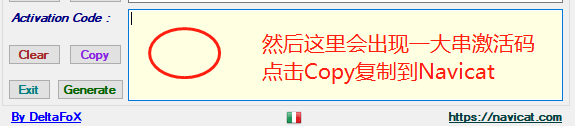 Activation Code :
然后这里会出现一大串激活码
Clear Copy
点击Copy复制到Navicat
Exit Generate
By DeltaFoX https://navicat.com